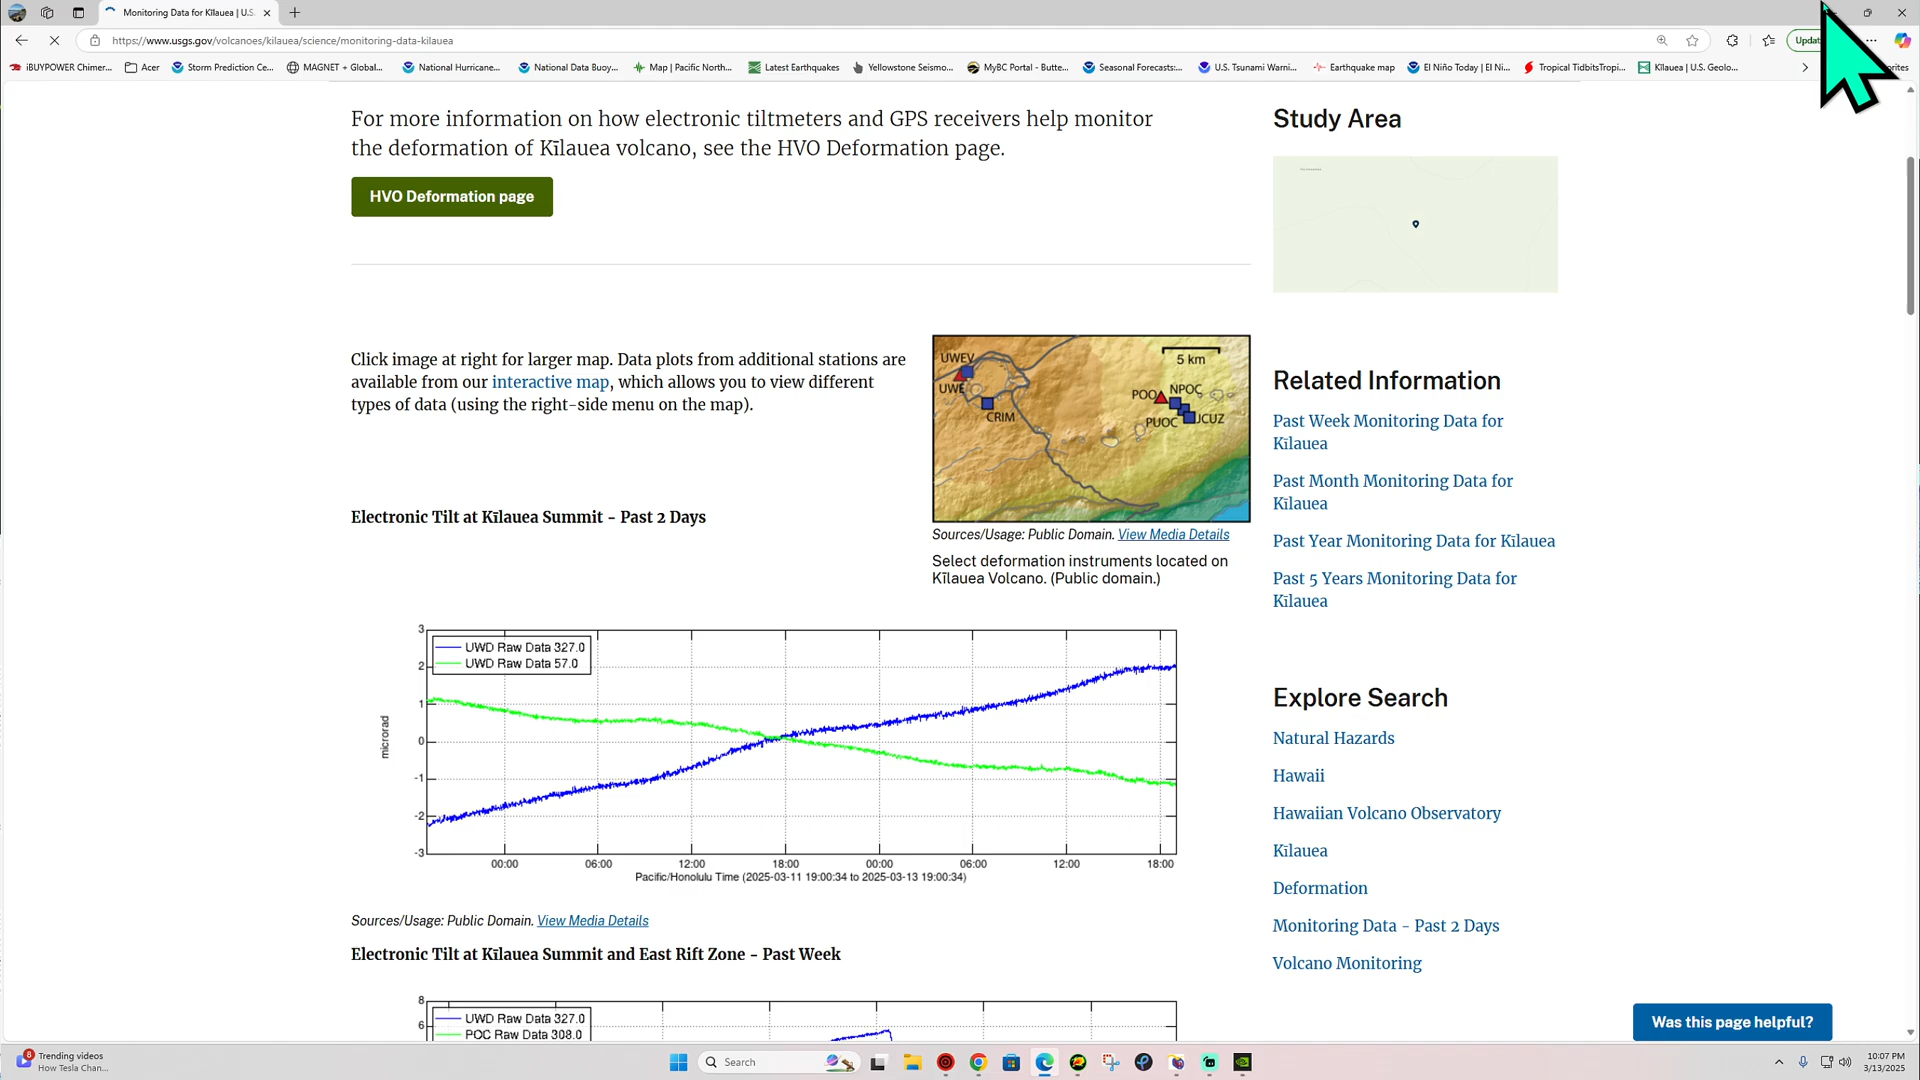 Monitoring Data for Kīlauea | U.S.
https://www.usgs.gov/volcanoes/kilauea/science/monitoring-data-kilauea
Updat
iBUYPOWER Chimer...
Acer
Storm Prediction Ce...
MAGNET + Global...
National Hurricane...
National Data Buoy...
Map | Pacific North...
Latest Earthquakes
Yellowstone Seismo...
MyBC Portal - Butte...
Seasonal Forecasts:...
U.S. Tsunami Warni...
Earthquake map
El Niño Today | El Ni...
Tropical TidbitsTropi...
Kīlauea | U.S. Geolo...
orites
For more information on how electronic tiltmeters and GPS receivers help monitor
the deformation of Kīlauea volcano, see the HVO Deformation page.
HVO Deformation page
Click image at right for larger map. Data plots from additional stations are
available from our interactive map, which allows you to view different
types of data (using the right-side menu on the map).
UWEV
UWE
CRIM
5 km
POO
NPOC
PUOC
JCUZ
Sources/Usage: Public Domain. View Media Details
Select deformation instruments located on
Kīlauea Volcano. (Public domain.)
Electronic Tilt at Kīlauea Summit - Past 2 Days
UWD Raw Data 327.0
UWD Raw Data 57.0
3
2
1
0
-1
-2
-3
microrad
00:00 06:00 12:00 18:00 00:00 06:00 12:00 18:00
Pacific/Honolulu Time (2025-03-11 19:00:34 to 2025-03-13 19:00:34)
Sources/Usage: Public Domain. View Media Details
Electronic Tilt at Kīlauea Summit and East Rift Zone - Past Week
8
6
UWD Raw Data 327.0
POC Raw Data 308.0
Study Area
Related Information
Past Week Monitoring Data for
Kīlauea
Past Month Monitoring Data for
Kīlauea
Past Year Monitoring Data for Kīlauea
Past 5 Years Monitoring Data for
Kīlauea
Explore Search
Natural Hazards
Hawaii
Hawaiian Volcano Observatory
Kīlauea
Deformation
Monitoring Data - Past 2 Days
Volcano Monitoring
Was this page helpful?
8
Trending videos
How Tesla Chan...
Search
10:07 PM
3/13/2025